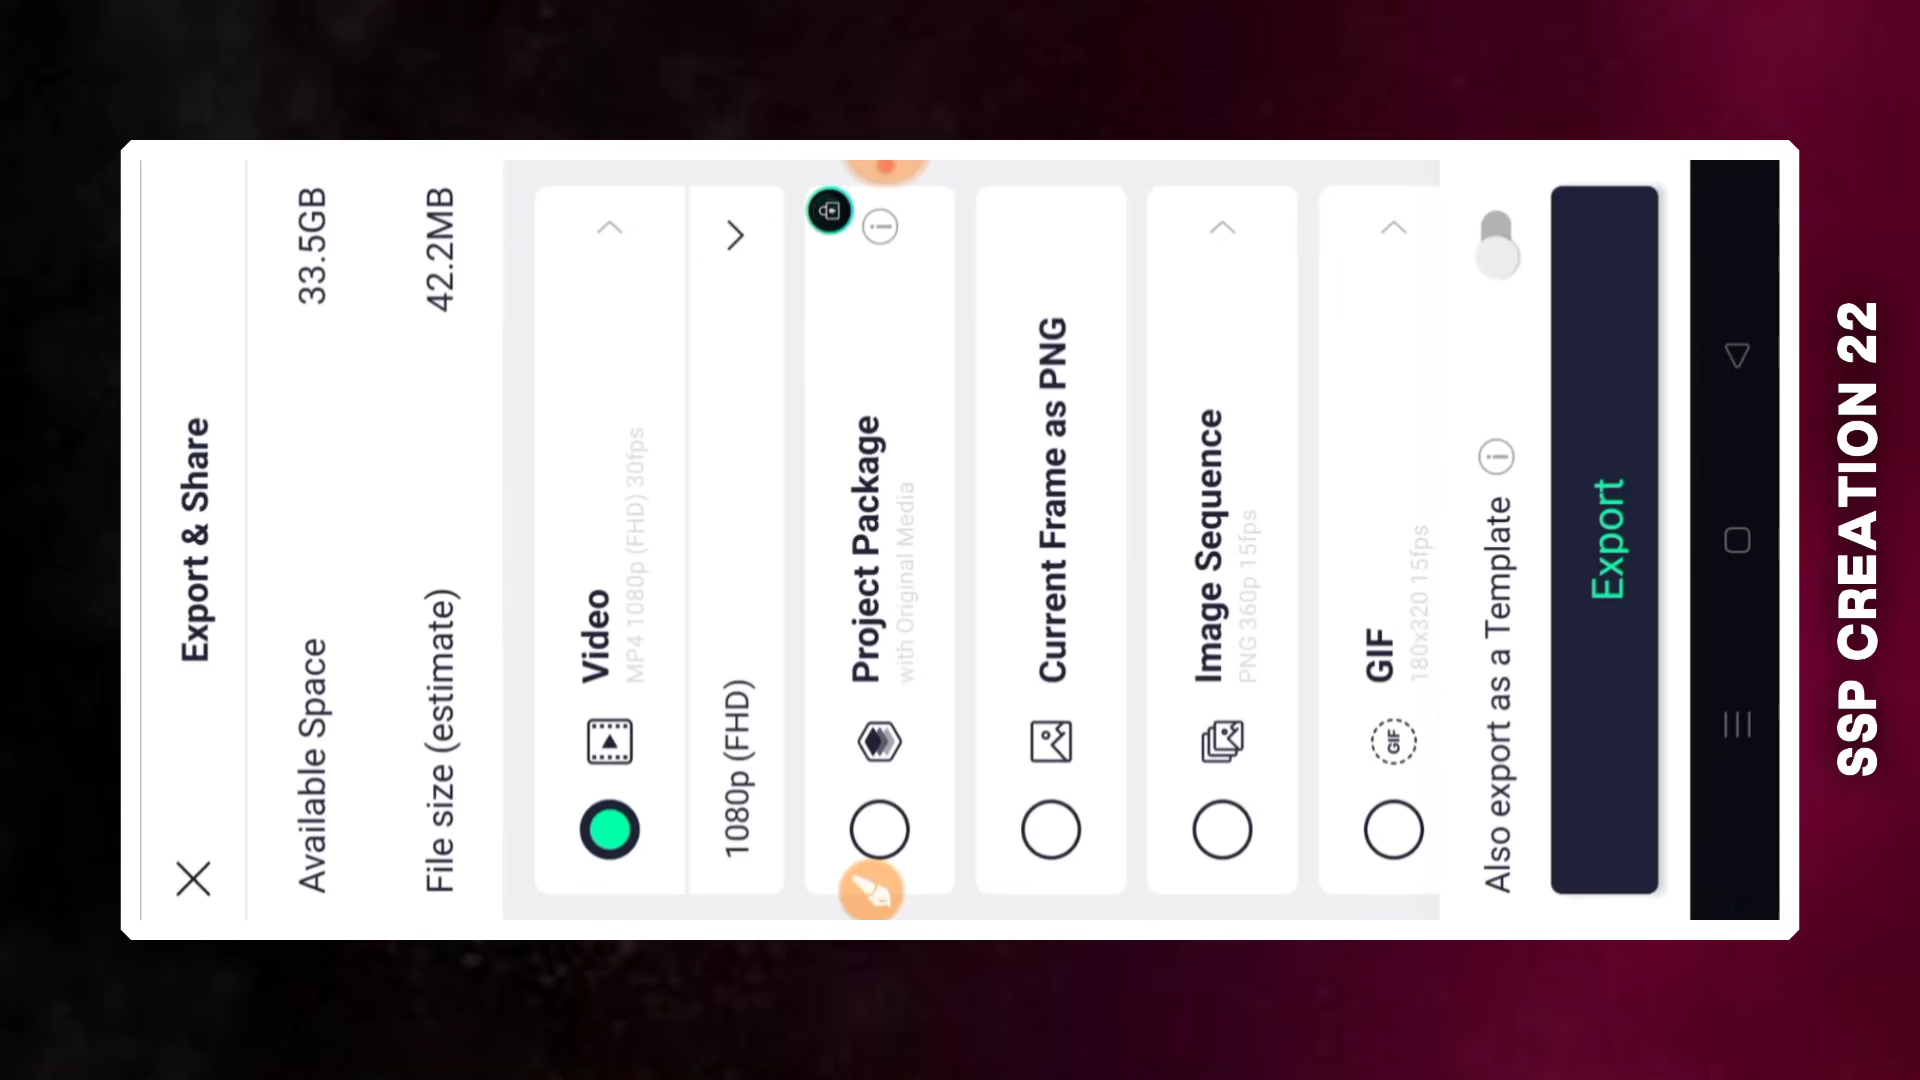 Export & Share
Available Space 33.5GB
File size (estimate) 42.2MB
Video
MP4 1080p (FHD) 30fps
1080p (FHD)
Project Package
with Original Media
Current Frame as PNG
Image Sequence
PNG 360p 15fps
GIF
GIF
180x320 15fps
Also export as a Template
Export
SSP CREATION 22